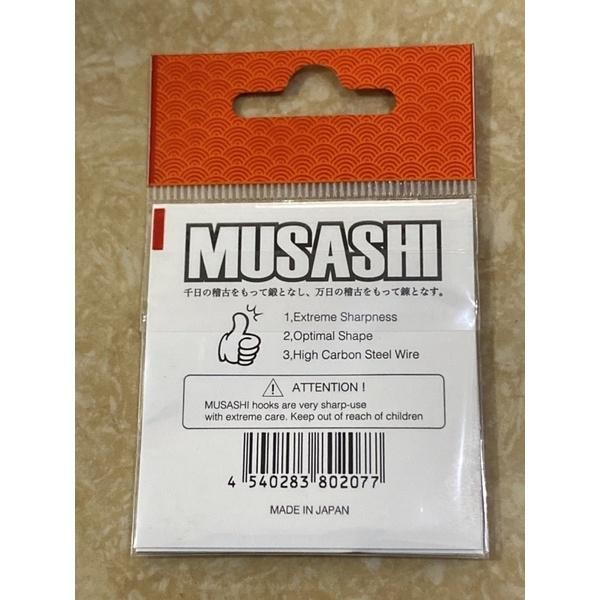 MUSASHI
千日の稽古をもって鍛となし、万日の稽古をもって錬となす。
1,Extreme Sharpness
2,Optimal Shape
3,High Carbon Steel Wire
ATTENTION !
MUSASHI hooks are very sharp-use
with extreme care. Keep out of reach of children
4 540283 802077
MADE IN JAPAN